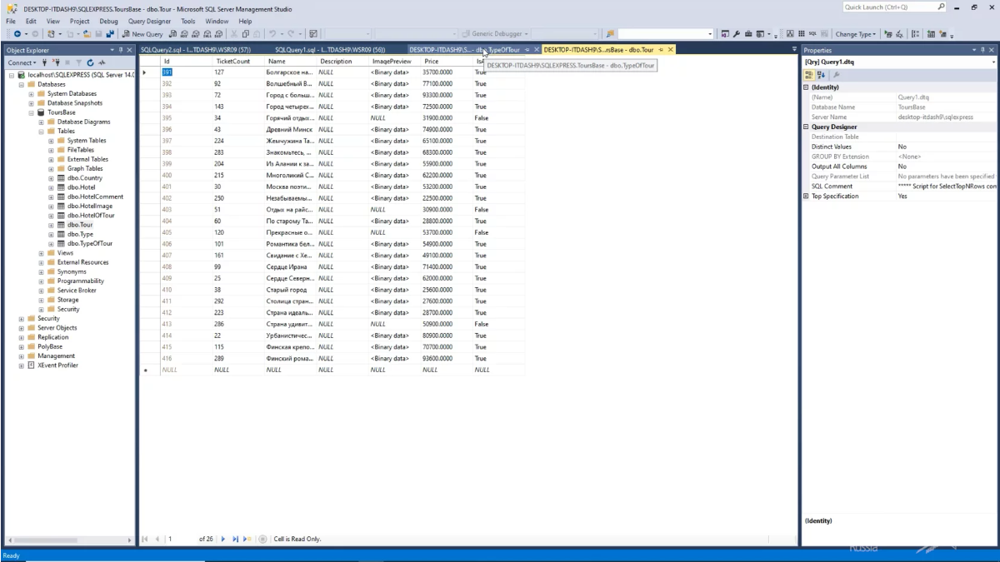 DESKTOP-ITDASH9\SQLEXPRESS.ToursBase - dbo.Tour - Microsoft SQL Server Management Studio
Quick Launch (Ctrl+Q)
File Edit View Project Debug Query Designer Tools Window Help
New Query Generic Debugger Change Type
Object Explorer
SQLQuery2.sql - l...TDASH9\WSR09 (57)) SQLQuery1.sql - l...TDASH9\WSR09 (56)) DESKTOP-ITDASH9\S...- dbo.TypeOfTour DESKTOP-ITDASH9\S...rsBase - dbo.Tour
DESKTOP-ITDASH9\SQLEXPRESS.ToursBase - dbo.TypeOfTour
Connect
localhost\SQLEXPRESS (SQL Server 14.0
Databases
System Databases
Database Snapshots
ToursBase
Database Diagrams
Tables
System Tables
FileTables
External Tables
Graph Tables
dbo.Country
dbo.Hotel
dbo.HotelComment
dbo.HotelImage
dbo.HotelOfTour
dbo.Tour
dbo.Type
dbo.TypeOfTour
Views
External Resources
Synonyms
Programmability
Service Broker
Storage
Security
Security
Server Objects
Replication
PolyBase
Management
XEvent Profiler
Id TicketCount Name Description ImagePreview Price IsA
391 127 Болгарское на... NULL <Binary data> 35700.0000 True
392 92 Волшебный В... NULL <Binary data> 77100.0000 True
393 72 Город с больш... NULL <Binary data> 93300.0000 True
394 143 Город четырех... NULL <Binary data> 72500.0000 True
395 34 Горячий отдых... NULL NULL 31900.0000 False
396 43 Древний Минск NULL <Binary data> 74900.0000 True
397 224 Жемчужина Та... NULL <Binary data> 65100.0000 True
398 283 Знакомьтесь, ... NULL <Binary data> 68300.0000 True
399 204 Из Алании к за... NULL <Binary data> 55900.0000 True
400 215 Многоликий С... NULL <Binary data> 62200.0000 True
401 30 Москва поэти... NULL <Binary data> 53200.0000 True
402 250 Незабываемы... NULL <Binary data> 22500.0000 True
403 51 Отдых на райс... NULL NULL 30900.0000 False
404 60 По старому Та... NULL <Binary data> 28800.0000 True
405 120 Прекрасные о... NULL NULL 53700.0000 False
406 101 Романтика бел... NULL <Binary data> 54900.0000 True
407 161 Свидание с Хе... NULL <Binary data> 49100.0000 True
408 99 Сердце Ирана NULL <Binary data> 71400.0000 True
409 25 Сердце Северн... NULL <Binary data> 62000.0000 True
410 38 Старый город NULL <Binary data> 25600.0000 True
411 292 Столица стран... NULL <Binary data> 27600.0000 True
412 223 Страна идеаль... NULL <Binary data> 28700.0000 True
413 286 Страна удивит... NULL NULL 50900.0000 False
414 22 Урбанистичес... NULL <Binary data> 80900.0000 True
415 115 Финская крепо... NULL <Binary data> 70700.0000 True
416 289 Финский рома... NULL <Binary data> 93600.0000 True
NULL NULL NULL NULL NULL NULL NULL
1 of 26 Cell is Read Only.
Properties
[Qry] Query1.dtq
(Identity)
(Name) Query1.dtq
Database Name ToursBase
Server Name desktop-itdash9\sqlexpress
Query Designer
Destination Table
Distinct Values No
GROUP BY Extension <None>
Output All Columns No
Query Parameter List No parameters have been specified
SQL Comment ***** Script for SelectTopNRows con
Top Specification Yes
(Identity)
Russia
Ready